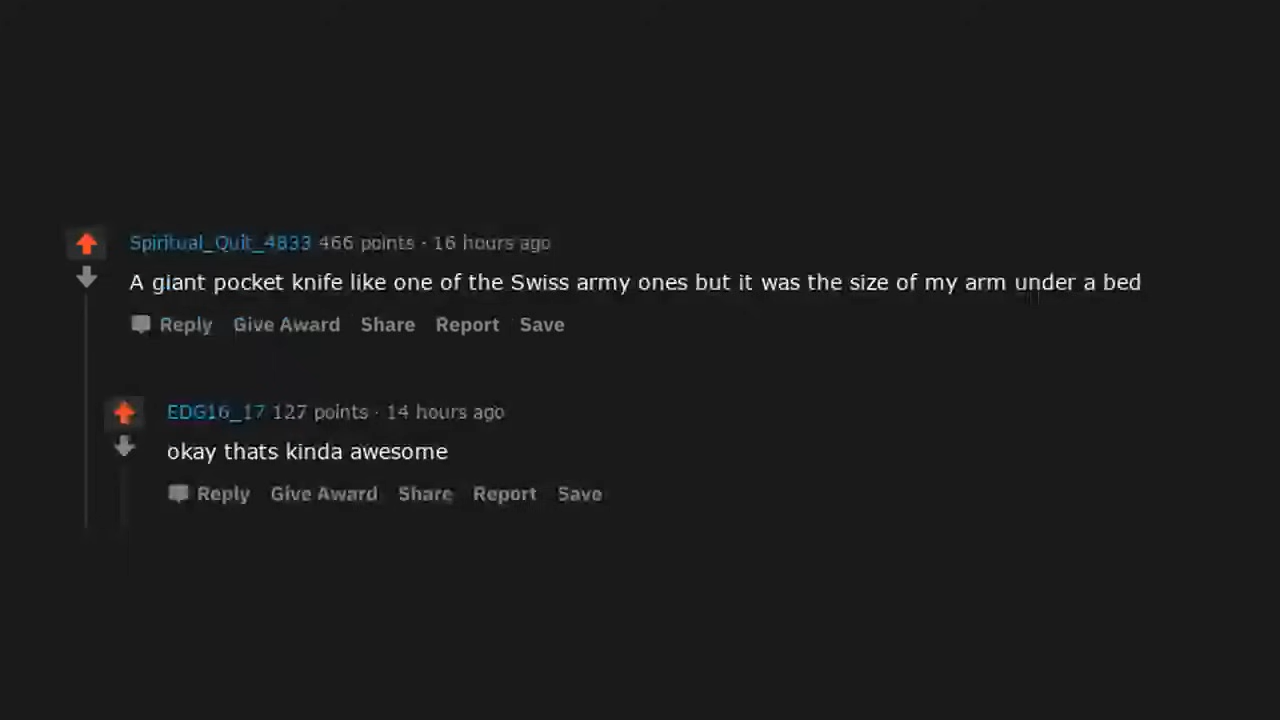 Spiritual_Quit_4833 466 points · 16 hours ago
A giant pocket knife like one of the Swiss army ones but it was the size of my arm under a bed
Reply Give Award Share Report Save
EDG16_17 127 points · 14 hours ago
okay thats kinda awesome
Reply Give Award Share Report Save